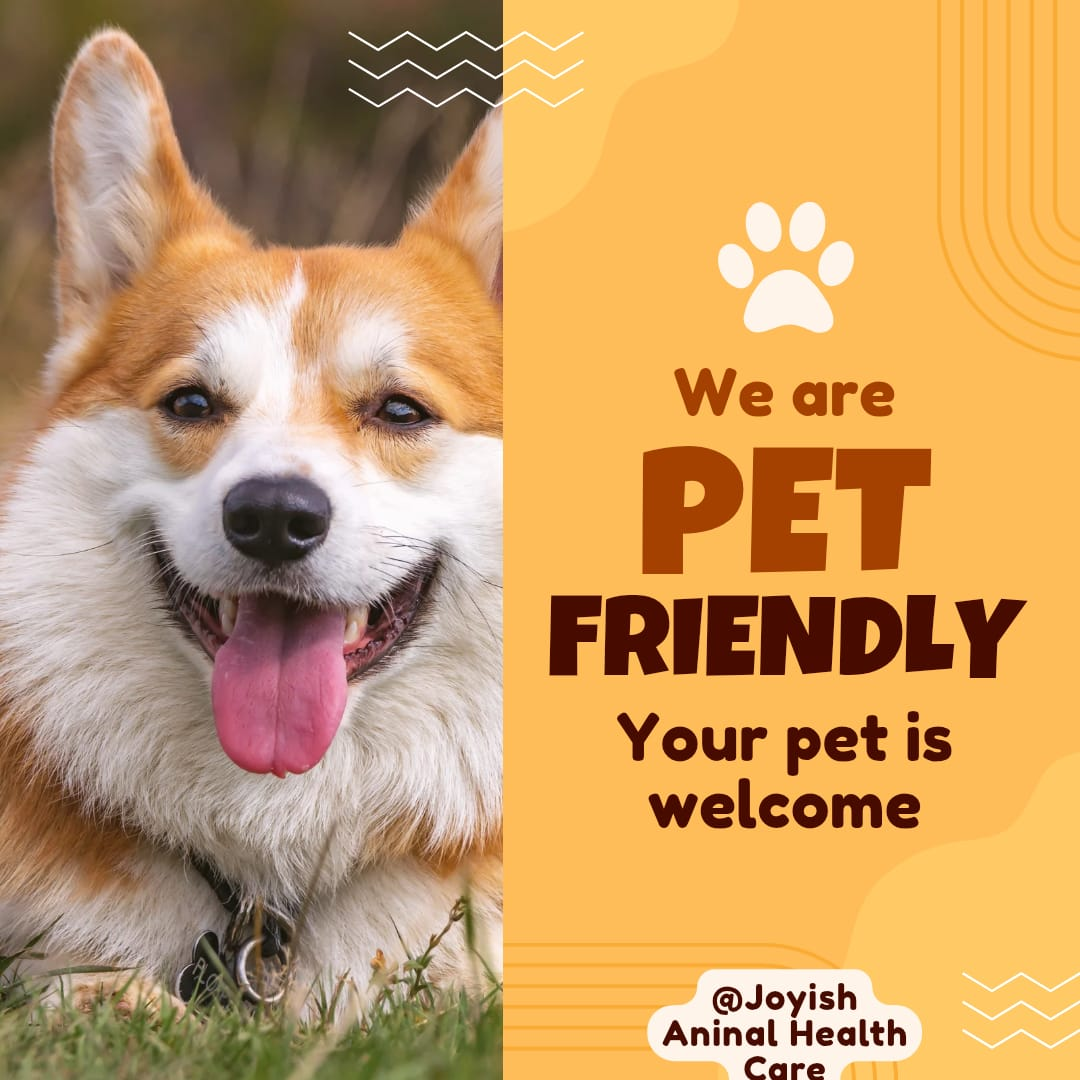 We are
PET
FRIENDLY
Your pet is
welcome
@Joyish
Aninal Health
Care